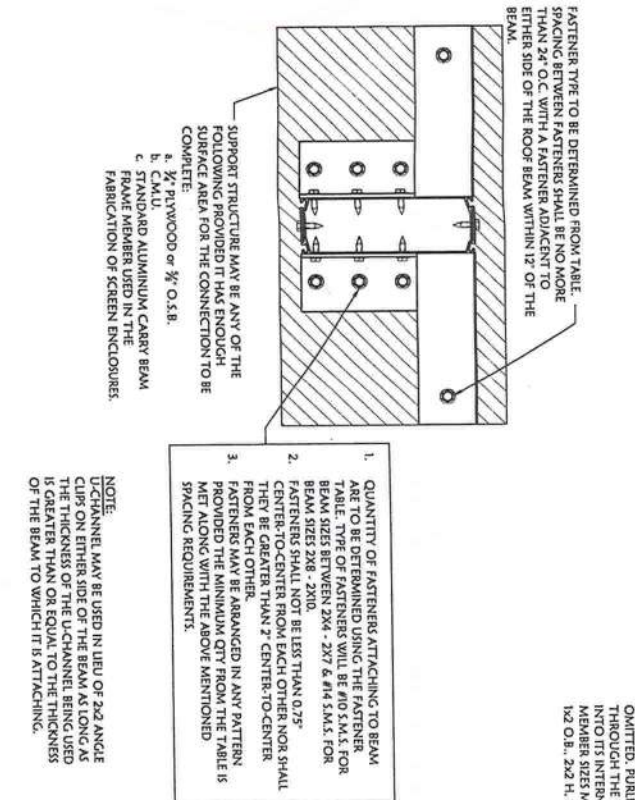 FASTENER TYPE TO BE DETERMINED FROM TABLE.
SPACING BETWEEN FASTENERS SHALL BE NO MORE
THAN 24" O.C. WITH A FASTENER ADJACENT TO
EITHER SIDE OF THE ROOF BEAM WITHIN 12" OF THE
BEAM.
SUPPORT STRUCTURE MAY BE ANY OF THE
FOLLOWING PROVIDED IT HAS ENOUGH
SURFACE AREA FOR THE CONNECTION TO BE
COMPLETE:
a. ¾" PLYWOOD or ¾" O.S.B.
b. C.M.U.
c. STANDARD ALUMINUM CARRY BEAM
FRAME MEMBER USED IN THE
FABRICATION OF SCREEN ENCLOSURES.
1. QUANTITY OF FASTENERS ATTACHING TO BEAM
ARE TO BE DETERMINED USING THE FASTENER
TABLE. TYPE OF FASTENERS WILL BE #10 S.M.S. FOR
BEAM SIZES BETWEEN 2X4 - 2X7 & #14 S.M.S. FOR
BEAM SIZES 2X8 - 2X10.
2. FASTENERS SHALL NOT BE LESS THAN 0.75"
CENTER-TO-CENTER FROM EACH OTHER NOR SHALL
THEY BE GREATER THAN 2" CENTER-TO-CENTER
FROM EACH OTHER.
3. FASTENERS MAY BE ARRANGED IN ANY PATTERN
PROVIDED THE MINIMUM QTY FROM THE TABLE IS
MET ALONG WITH THE ABOVE MENTIONED
SPACING REQUIREMENTS.
NOTE:
U-CHANNEL MAY BE USED IN LIEU OF 2x2 ANGLE
CLIPS ON EITHER SIDE OF THE BEAM AS LONG AS
THE THICKNESS OF THE U-CHANNEL BEING USED
IS GREATER THAN OR EQUAL TO THE THICKNESS
OF THE BEAM TO WHICH IT IS ATTACHING.
OMITTED. PURL
THROUGH THE
INTO ITS INTERN
MEMBER SIZES M
1x2 O.B., 2x2 H.